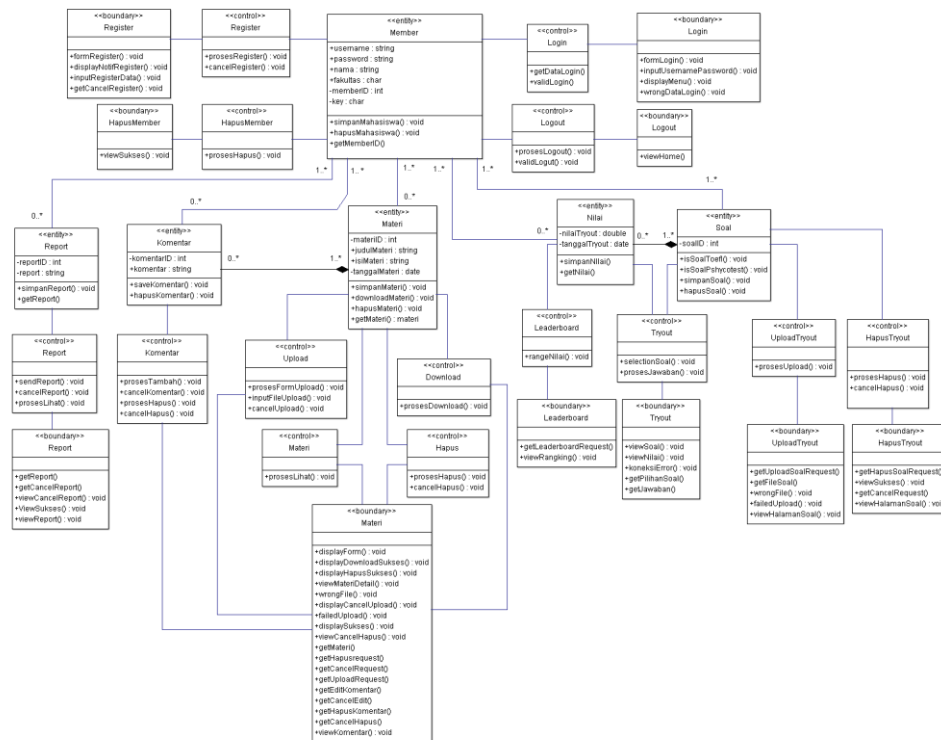 <<boundary>>
Register
+formRegister() : void
+displayNotifRegister() : void
+inputRegisterData() : void
+getCancelRegister() : void
<<control>>
Register
+prosesRegister() : void
+cancelRegister() : void
<<entity>>
Member
+username : string
+password : string
+nama : string
+fakultas : char
-memberID : int
-key : char
+simpanMahasiswa() : void
+hapusMahasiswa() : void
+getMemberID()
<<control>>
Login
+getDataLogin()
+validLogin()
<<boundary>>
Login
+formLogin() : void
+inputUsernamePassword() : void
+displayMenu() : void
+wrongDataLogin() : void
<<boundary>>
HapusMember
+viewSukses() : void
<<control>>
HapusMember
+prosesHapus() : void
<<control>>
Logout
+prosesLogout() : void
+validLogut() : void
<<boundary>>
Logout
+viewHome() : void
1..*
1..*
1..*
1..*
1..*
0..*
0..*
0..*
0..*
1..*
<<entity>>
Report
-reportID : int
-report : string
+simpanReport() : void
+getReport()
<<entity>>
Komentar
-komentarID : int
+komentar : string
+saveKomentar() : void
+hapusKomentar() : void
0..*
1..*
<<entity>>
Materi
-materiID : int
+judulMateri : string
+isiMateri : string
-tanggalMateri : date
+simpanMateri() : void
+downloadMateri() : void
+hapusMateri() : void
+getMateri() : materi
<<entity>>
Nilai
-nilaiTryout : double
-tanggalTryout : date
+simpanNilai()
+getNilai()
0..*
1..*
<<entity>>
Soal
-soalID : int
+isSoalToefl() : void
+isSoalPshycotest() : void
+simpanSoal() : void
+hapusSoal() : void
<<control>>
Report
+sendReport() : void
+cancelReport() : void
+prosesLihat() : void
<<control>>
Komentar
+prosesTambah() : void
+cancelKomentar() : void
+prosesHapus() : void
+cancelHapus() : void
<<control>>
Upload
+prosesFormUpload() : void
+inputFileUpload() : void
+cancelUpload() : void
<<control>>
Download
+prosesDownload() : void
<<control>>
Leaderboard
+rangeNilai() : void
<<control>>
Tryout
+selectionSoal() : void
+prosesJawaban() : void
<<control>>
UploadTryout
+prosesUpload() : void
<<control>>
HapusTryout
+prosesHapus() : void
+cancelHapus() : void
<<boundary>>
Report
+getReport()
+getCancelReport()
+viewCancelReport() : void
+ViewSukses() : void
+viewReport() : void
<<control>>
Materi
+prosesLihat() : void
<<control>>
Hapus
+prosesHapus() : void
+cancelHapus() : void
<<boundary>>
Leaderboard
+getLeaderboardRequest()
+viewRangking() : void
<<boundary>>
Tryout
+viewSoal() : void
+viewNilai() : void
+koneksiError() : void
+getPilihanSoal()
+getJawaban()
<<boundary>>
UploadTryout
+getUploadSoalRequest()
+getFileSoal()
+wrongFile() : void
+failedUpload() : void
+viewHalamanSoal() : void
<<boundary>>
HapusTryout
+getHapusSoalRequest()
+viewSukses() : void
+getCancelRequest()
+viewHalamanSoal() : void
<<boundary>>
Materi
+displayForm() : void
+displayDownloadSukses() : void
+displayHapusSukses() : void
+viewMateriDetail() : void
+wrongFile() : void
+displayCancelUpload() : void
+failedUpload() : void
+displaySukses() : void
+viewCancelHapus() : void
+getMateri()
+getHapusrequest()
+getCancelRequest()
+getUploadRequest()
+getEditKomentar()
+getCancelEdit()
+getHapusKomentar()
+getCancelHapus()
+viewKomentar() : void